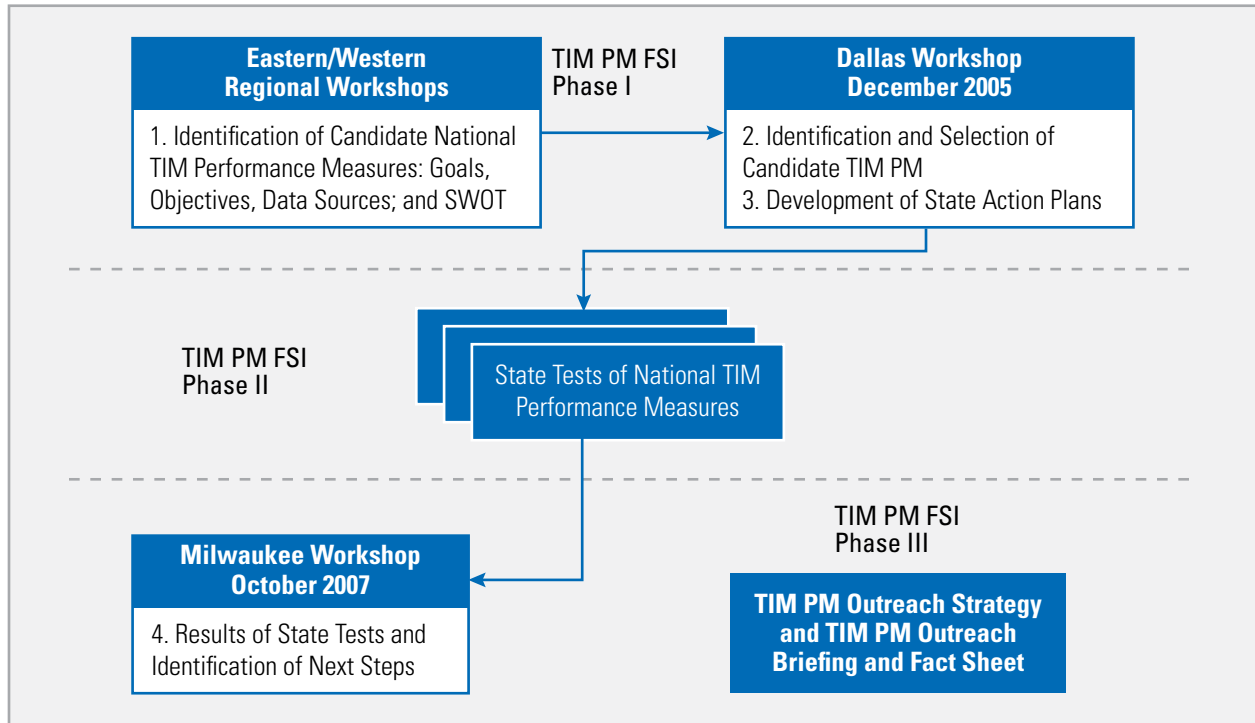 Eastern/Western
Regional Workshops
1. Identification of Candidate National
TIM Performance Measures: Goals,
Objectives, Data Sources; and SWOT
TIM PM FSI
Phase I
Dallas Workshop
December 2005
2. Identification and Selection of
Candidate TIM PM
3. Development of State Action Plans
TIM PM FSI
Phase II
State Tests of National TIM
Performance Measures
Milwaukee Workshop
October 2007
4. Results of State Tests and
Identification of Next Steps
TIM PM FSI
Phase III
TIM PM Outreach Strategy
and TIM PM Outreach
Briefing and Fact Sheet